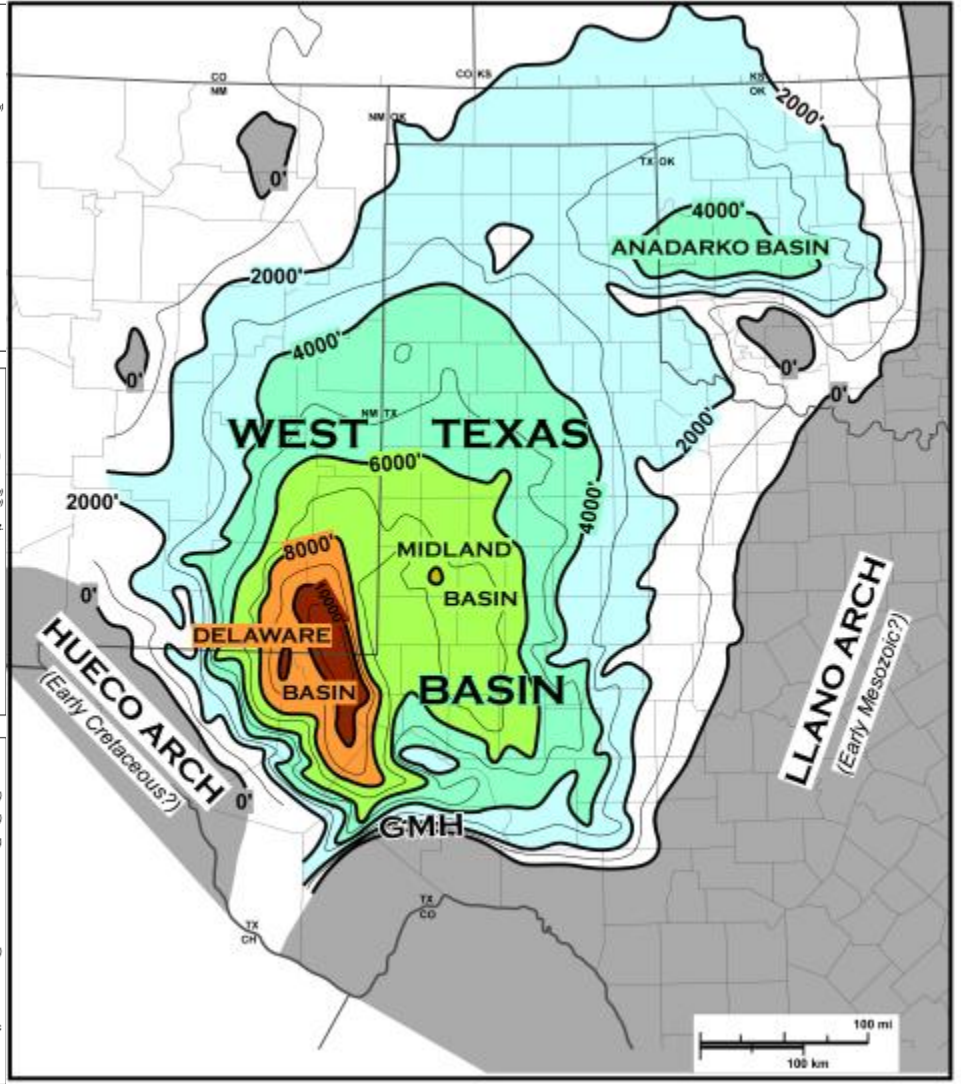 CO KS
CO
NM
KS
OK
2000'
NM OK
TX OK
0'
4000'
ANADARKO BASIN
2000'
4000'
0'
0'
0'
NM TX
WEST TEXAS
2000'
6000'
2000'
4000'
8000'
MIDLAND
BASIN
10000'
0'
DELAWARE
BASIN
BASIN
HUECO ARCH
(Early Cretaceous?)
LLANO ARCH
(Early Mesozoic?)
0'
GMH
TX
CO
TX
CH
100 mi
100 km